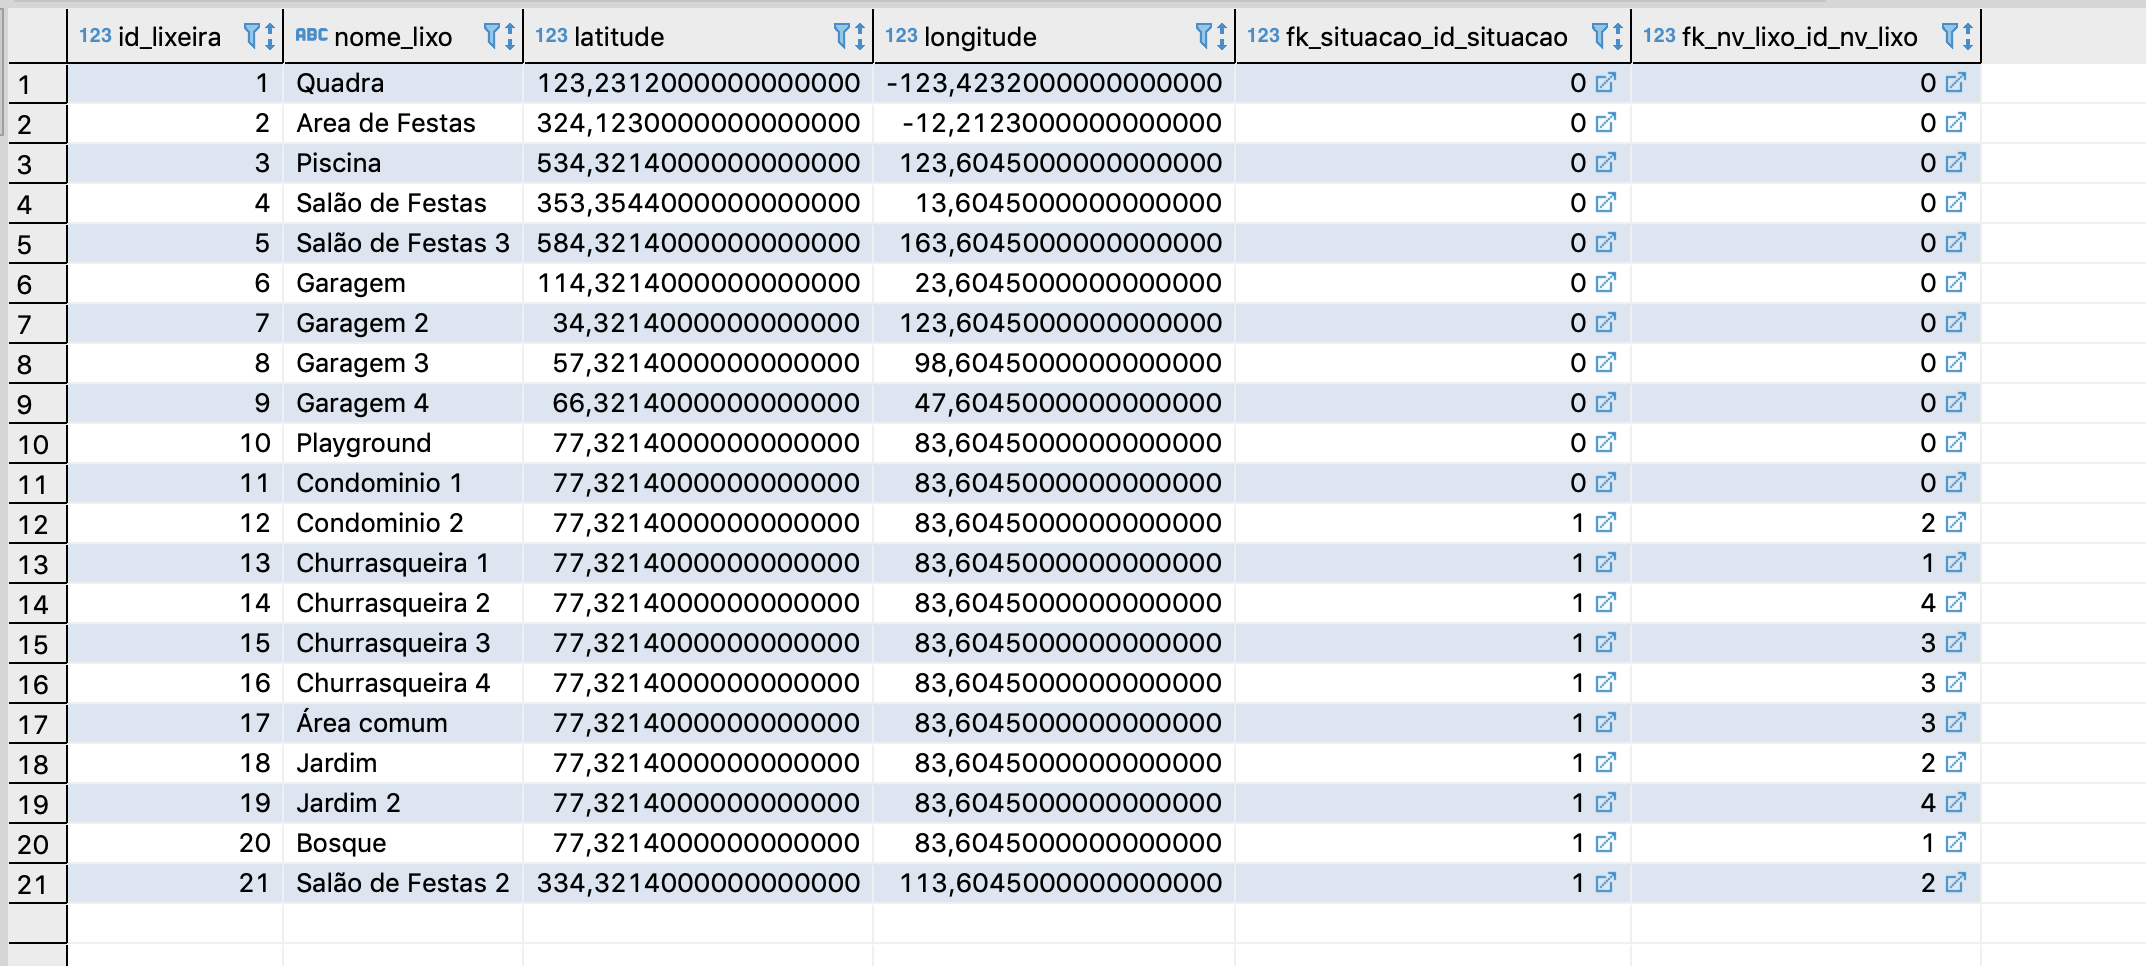 123 id_lixeira ABC nome_lixo 123 latitude 123 longitude 123 fk_situacao_id_situacao 123 fk_nv_lixo_id_nv_lixo
1 1 Quadra 123,2312000000000000 -123,4232000000000000 0 0
2 2 Area de Festas 324,1230000000000000 -12,2123000000000000 0 0
3 3 Piscina 534,3214000000000000 123,6045000000000000 0 0
4 4 Salão de Festas 353,3544000000000000 13,6045000000000000 0 0
5 5 Salão de Festas 3 584,3214000000000000 163,6045000000000000 0 0
6 6 Garagem 114,3214000000000000 23,6045000000000000 0 0
7 7 Garagem 2 34,3214000000000000 123,6045000000000000 0 0
8 8 Garagem 3 57,3214000000000000 98,6045000000000000 0 0
9 9 Garagem 4 66,3214000000000000 47,6045000000000000 0 0
10 10 Playground 77,3214000000000000 83,6045000000000000 0 0
11 11 Condominio 1 77,3214000000000000 83,6045000000000000 0 0
12 12 Condominio 2 77,3214000000000000 83,6045000000000000 1 2
13 13 Churrasqueira 1 77,3214000000000000 83,6045000000000000 1 1
14 14 Churrasqueira 2 77,3214000000000000 83,6045000000000000 1 4
15 15 Churrasqueira 3 77,3214000000000000 83,6045000000000000 1 3
16 16 Churrasqueira 4 77,3214000000000000 83,6045000000000000 1 3
17 17 Área comum 77,3214000000000000 83,6045000000000000 1 3
18 18 Jardim 77,3214000000000000 83,6045000000000000 1 2
19 19 Jardim 2 77,3214000000000000 83,6045000000000000 1 4
20 20 Bosque 77,3214000000000000 83,6045000000000000 1 1
21 21 Salão de Festas 2 334,3214000000000000 113,6045000000000000 1 2